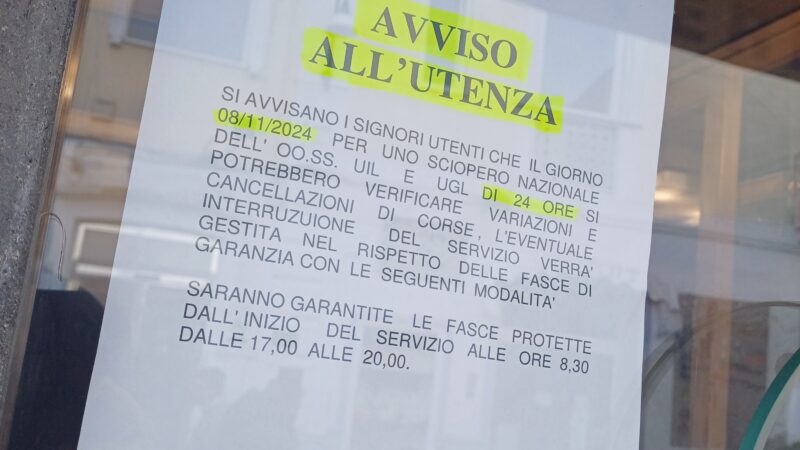 AVVISO
ALL'UTENZA
SI AVVISANO I SIGNORI UTENTI CHE IL GIORNO
08/11/2024 PER UNO SCIOPERO NAZIONALE
DELL' OO.SS. UIL E UGL DI 24 ORE SI
POTREBBERO VERIFICARE VARIAZIONI E
CANCELLAZIONI DI CORSE, L'EVENTUALE
INTERRUZUIONE DEL SERVIZIO VERRA'
GESTITA NEL RISPETTO DELLE FASCE DI
GARANZIA CON LE SEGUENTI MODALITA'
SARANNO GARANTITE LE FASCE PROTETTE
DALL' INIZIO DEL SERVIZIO ALLE ORE 8,30
DALLE 17,00 ALLE 20,00.